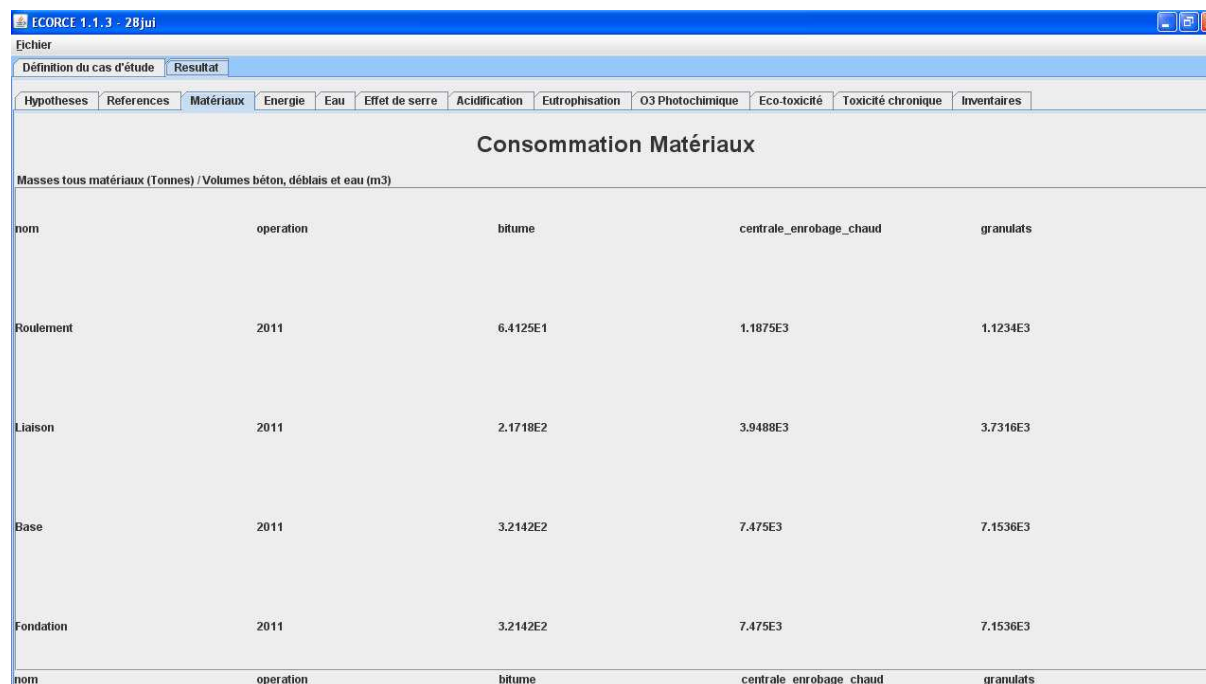 ECORCE 1.1.3 - 28jui
Fichier
Définition du cas d'étude Resultat
Hypotheses References Matériaux Energie Eau Effet de serre Acidification Eutrophisation O3 Photochimique Eco-toxicité Toxicité chronique Inventaires
Consommation Matériaux
Masses tous matériaux (Tonnes) / Volumes béton, déblais et eau (m3)
nom operation bitume centrale_enrobage_chaud granulats
Roulement 2011 6.4125E1 1.1875E3 1.1234E3
Liaison 2011 2.1718E2 3.9488E3 3.7316E3
Base 2011 3.2142E2 7.475E3 7.1536E3
Fondation 2011 3.2142E2 7.475E3 7.1536E3
nom operation bitume centrale_enrobage_chaud granulats